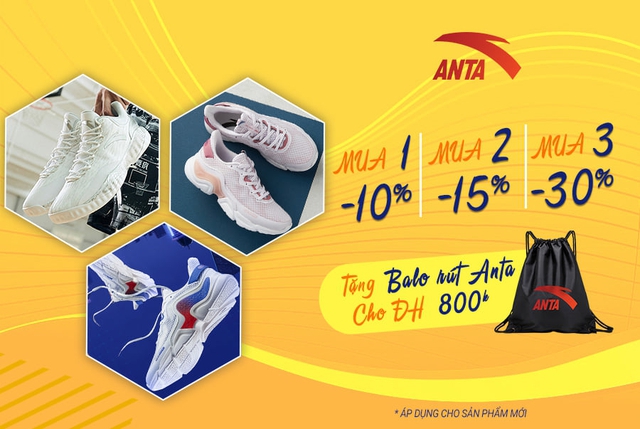 ANTA
MUA 1
-10%
MUA 2
-15%
MUA 3
-30%
Tặng Balo rút Anta
Cho ĐH 800k
ANTA
* ÁP DỤNG CHO SẢN PHẨM MỚI